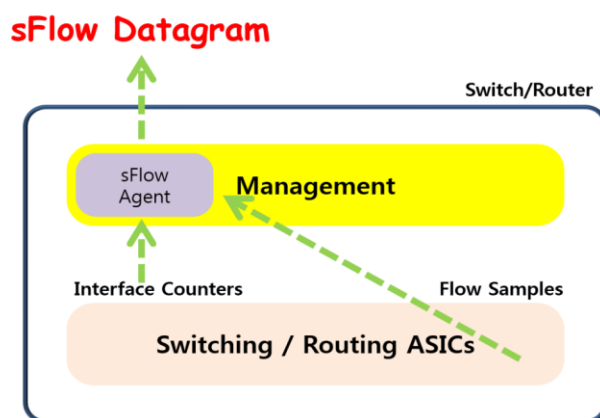 sFlow Datagram
Switch/Router
sFlow
Agent
Management
Interface Counters
Flow Samples
Switching / Routing ASICs